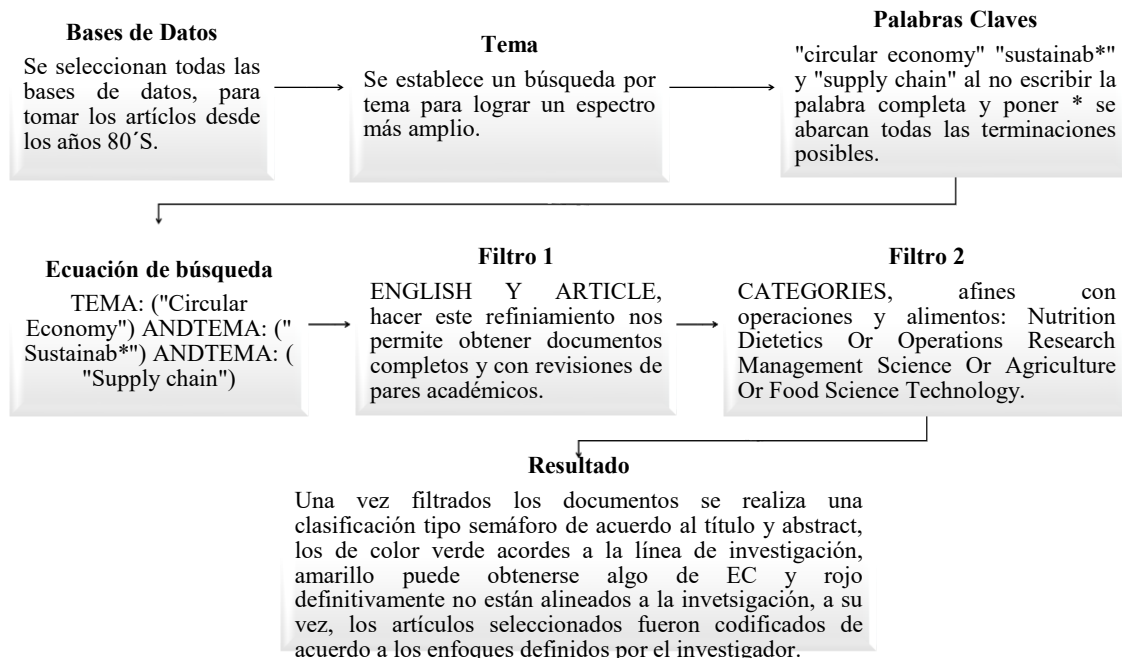 Bases de Datos
Se seleccionan todas las
bases de datos, para
tomar los artíclos desde
los años 80´S.
Tema
Se establece un búsqueda por
tema para lograr un espectro
más amplio.
Palabras Claves
"circular economy" "sustainab*"
y "supply chain" al no escribir la
palabra completa y poner * se
abarcan todas las terminaciones
posibles.
Ecuación de búsqueda
TEMA: ("Circular
Economy") ANDTEMA: ("
Sustainab*") ANDTEMA: (
"Supply chain")
Filtro 1
ENGLISH Y ARTICLE,
hacer este refiniamiento nos
permite obtener documentos
completos y con revisiones de
pares académicos.
Filtro 2
CATEGORIES, afines con
operaciones y alimentos: Nutrition
Dietetics Or Operations Research
Management Science Or Agriculture
Or Food Science Technology.
Resultado
Una vez filtrados los documentos se realiza una
clasificación tipo semáforo de acuerdo al título y abstract,
los de color verde acordes a la línea de investigación,
amarillo puede obtenerse algo de EC y rojo
definitivamente no están alineados a la invetsigación, a su
vez, los artículos seleccionados fueron codificados de
acuerdo a los enfoques definidos por el investigador.